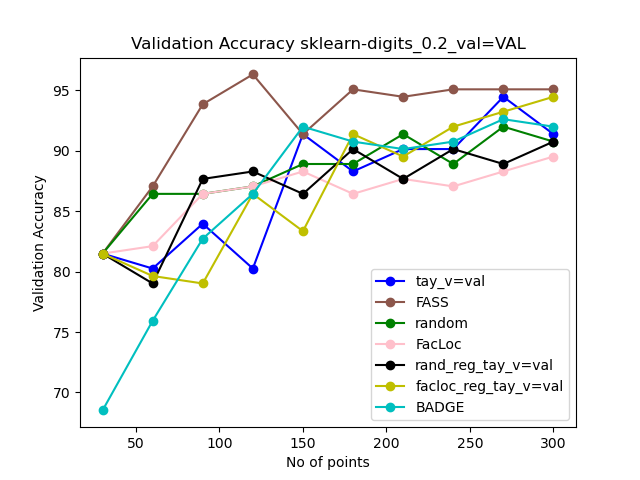 Validation Accuracy sklearn-digits_0.2_val=VAL
Validation Accuracy
95
90
85
80
75
70
50
100
150
200
250
300
No of points
tay_v=val
FASS
random
FacLoc
rand_reg_tay_v=val
facloc_reg_tay_v=val
BADGE